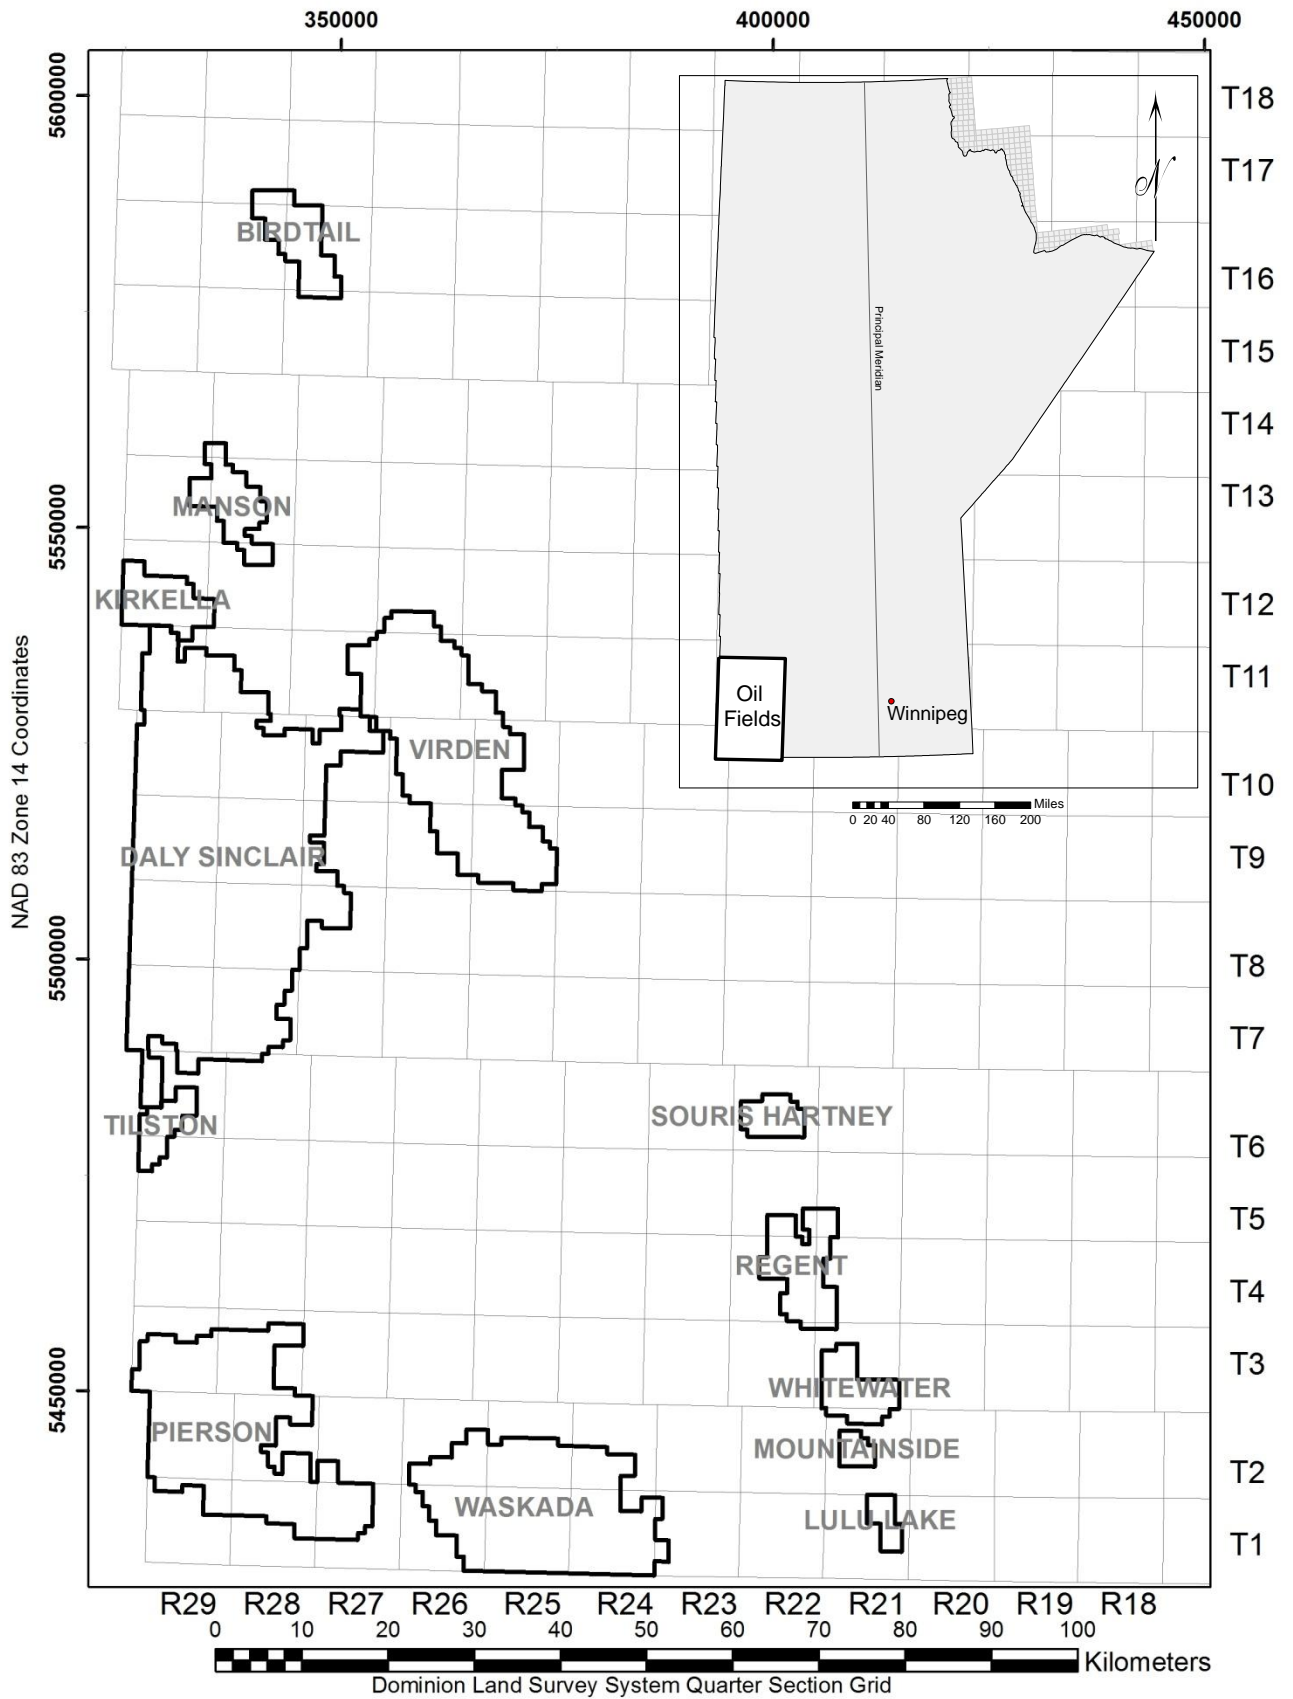 350000 400000 450000
5600000
5550000
5500000
5450000
NAD 83 Zone 14 Coordinates
T18
T17
T16
T15
T14
T13
T12
T11
T10
T9
T8
T7
T6
T5
T4
T3
T2
T1
N
Principal Meridian
Oil
Fields
Winnipeg
Miles
0 20 40 80 120 160 200
BIRDTAIL
MANSON
KIRKELLA
VIRDEN
DALY SINCLAIR
TILSTON
SOURIS HARTNEY
REGENT
WHITEWATER
PIERSON
MOUNTAINSIDE
WASKADA
LULU LAKE
R29 R28 R27 R26 R25 R24 R23 R22 R21 R20 R19 R18
0 10 20 30 40 50 60 70 80 90 100
Kilometers
Dominion Land Survey System Quarter Section Grid